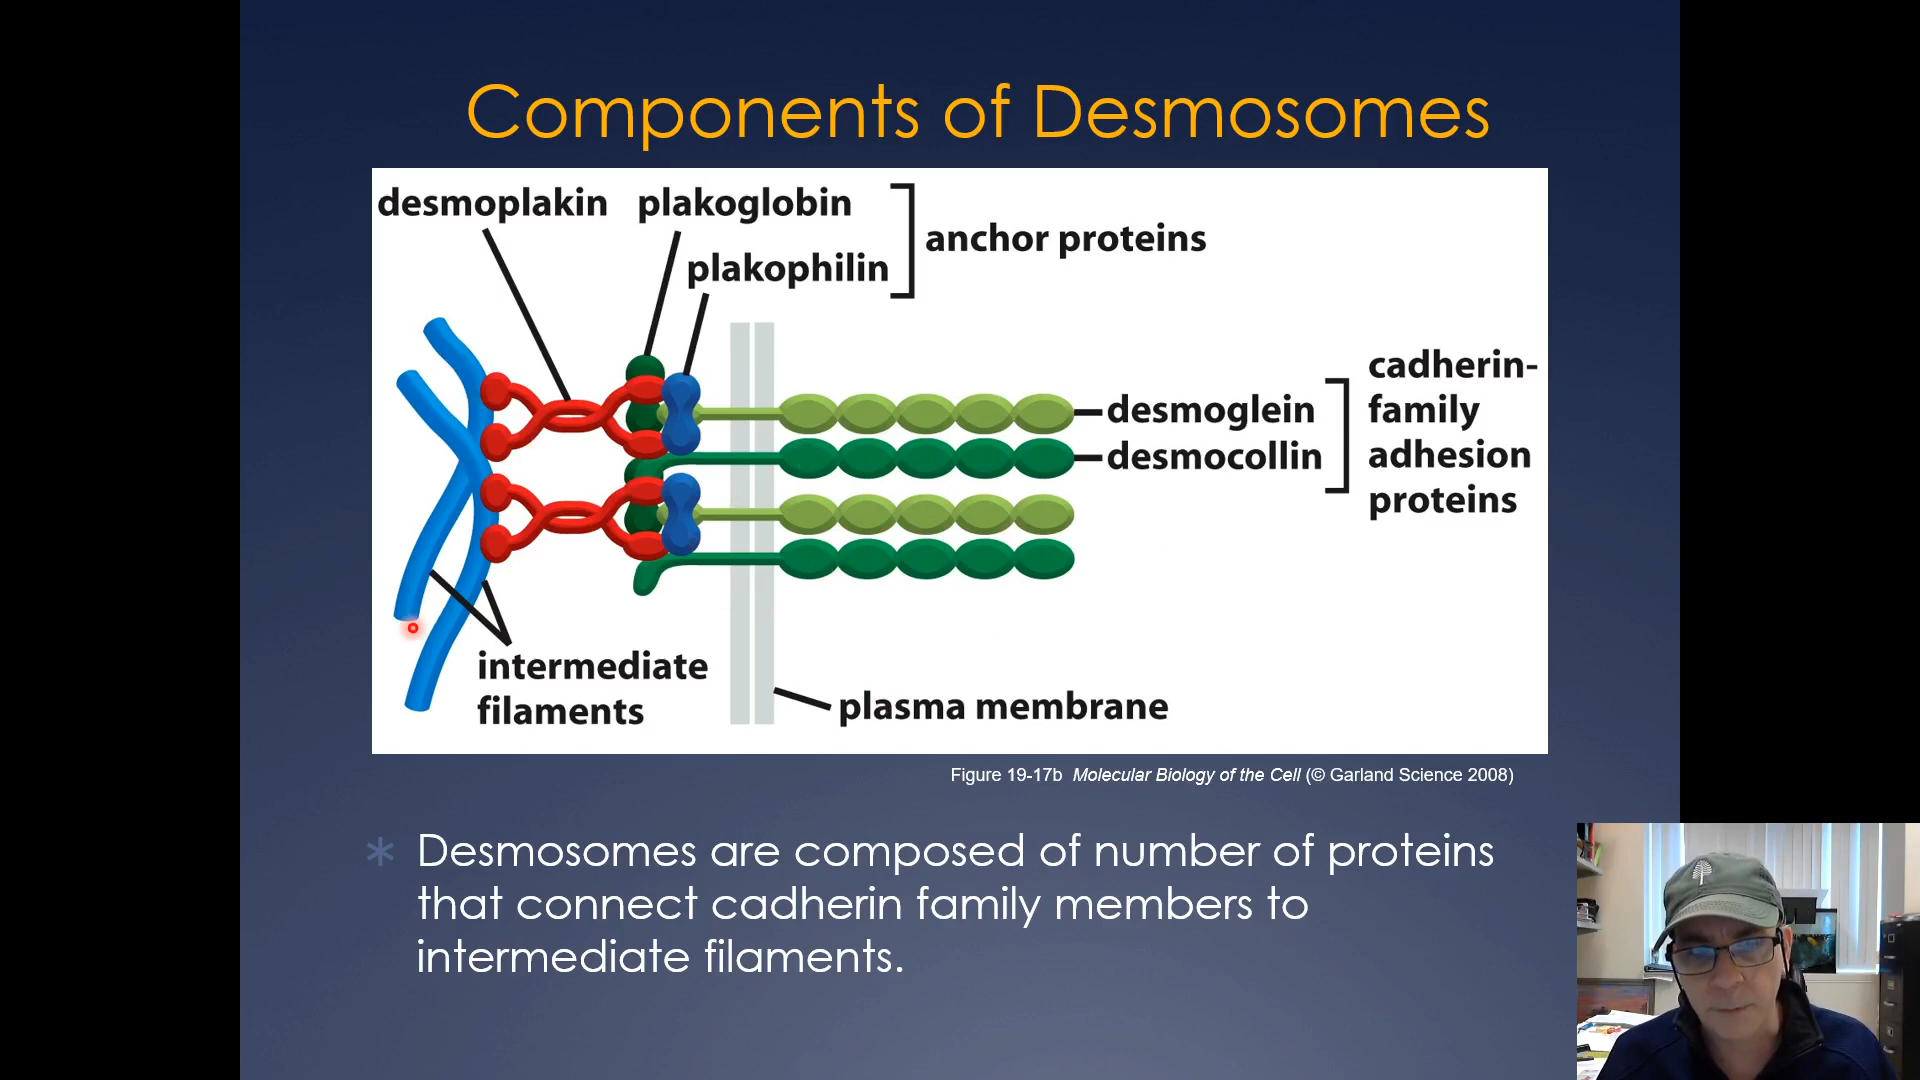 Components of Desmosomes
desmoplakin plakoglobin
plakophilin
anchor proteins
cadherin-
family
adhesion
proteins
desmoglein
desmocollin
intermediate
filaments
plasma membrane
Figure 19-17b Molecular Biology of the Cell (© Garland Science 2008)
Desmosomes are composed of number of proteins
that connect cadherin family members to
intermediate filaments.